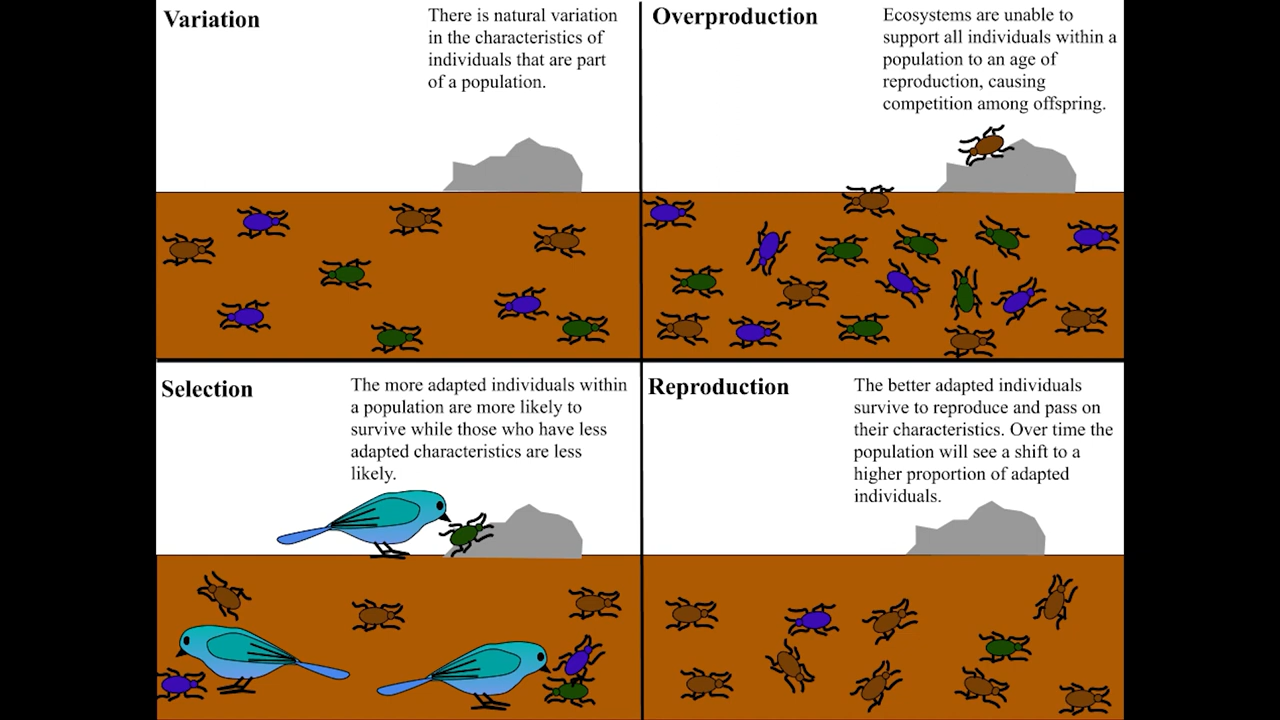 Variation
There is natural variation
in the characteristics of
individuals that are part
of a population.
Overproduction
Ecosystems are unable to
support all individuals within a
population to an age of
reproduction, causing
competition among offspring.
Selection
The more adapted individuals within
a population are more likely to
survive while those who have less
adapted characteristics are less
likely.
Reproduction
The better adapted individuals
survive to reproduce and pass on
their characteristics. Over time the
population will see a shift to a
higher proportion of adapted
individuals.